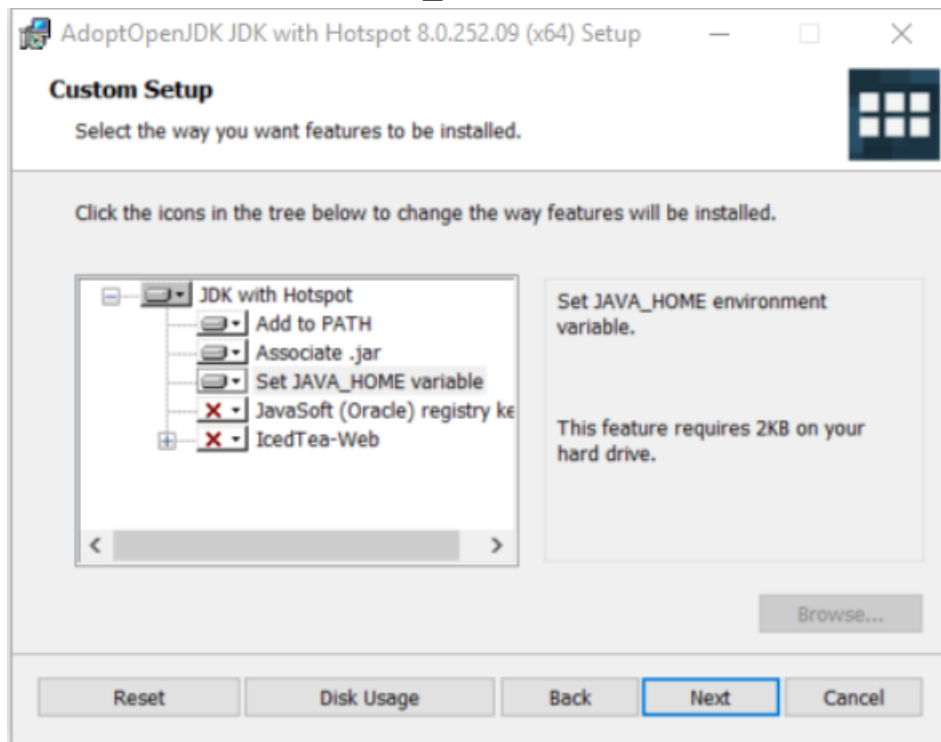 AdoptOpenJDK JDK with Hotspot 8.0.252.09 (x64) Setup
Custom Setup
Select the way you want features to be installed.
Click the icons in the tree below to change the way features will be installed.
JDK with Hotspot
Add to PATH
Associate .jar
Set JAVA_HOME variable
JavaSoft (Oracle) registry ke
IcedTea-Web
Set JAVA_HOME environment
variable.
This feature requires 2KB on your
hard drive.
Browse...
Reset Disk Usage Back Next Cancel